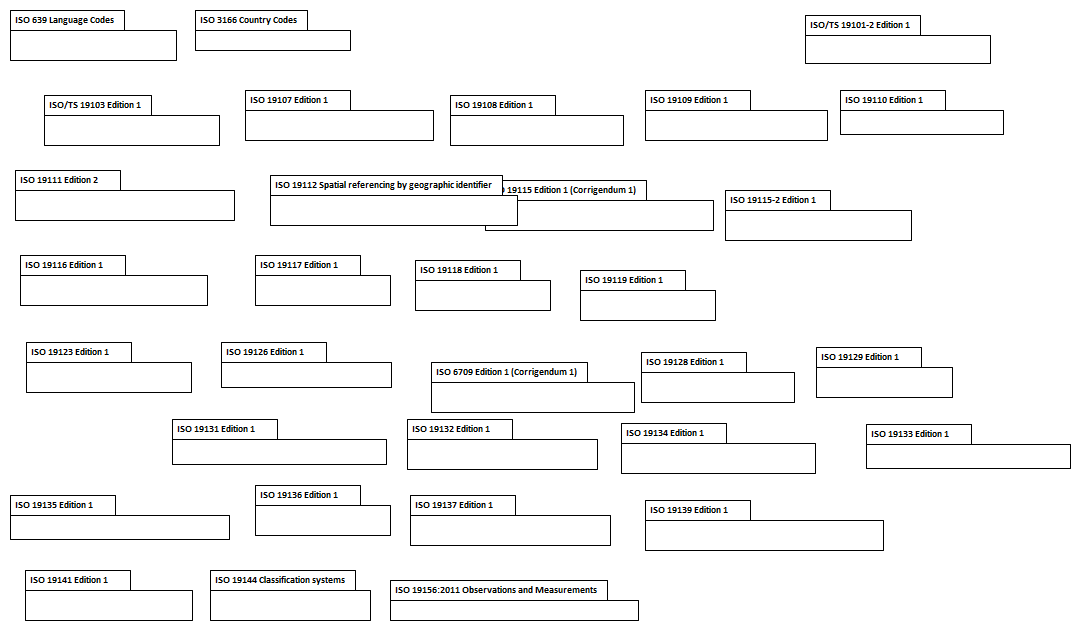 ISO 639 Language Codes
ISO 3166 Country Codes
ISO/TS 19101-2 Edition 1
ISO/TS 19103 Edition 1
ISO 19107 Edition 1
ISO 19108 Edition 1
ISO 19109 Edition 1
ISO 19110 Edition 1
ISO 19111 Edition 2
ISO 19112 Spatial referencing by geographic identifier
19115 Edition 1 (Corrigendum 1)
ISO 19115-2 Edition 1
ISO 19116 Edition 1
ISO 19117 Edition 1
ISO 19118 Edition 1
ISO 19119 Edition 1
ISO 19123 Edition 1
ISO 19126 Edition 1
ISO 6709 Edition 1 (Corrigendum 1)
ISO 19128 Edition 1
ISO 19129 Edition 1
ISO 19131 Edition 1
ISO 19132 Edition 1
ISO 19134 Edition 1
ISO 19133 Edition 1
ISO 19135 Edition 1
ISO 19136 Edition 1
ISO 19137 Edition 1
ISO 19139 Edition 1
ISO 19141 Edition 1
ISO 19144 Classification systems
ISO 19156:2011 Observations and Measurements